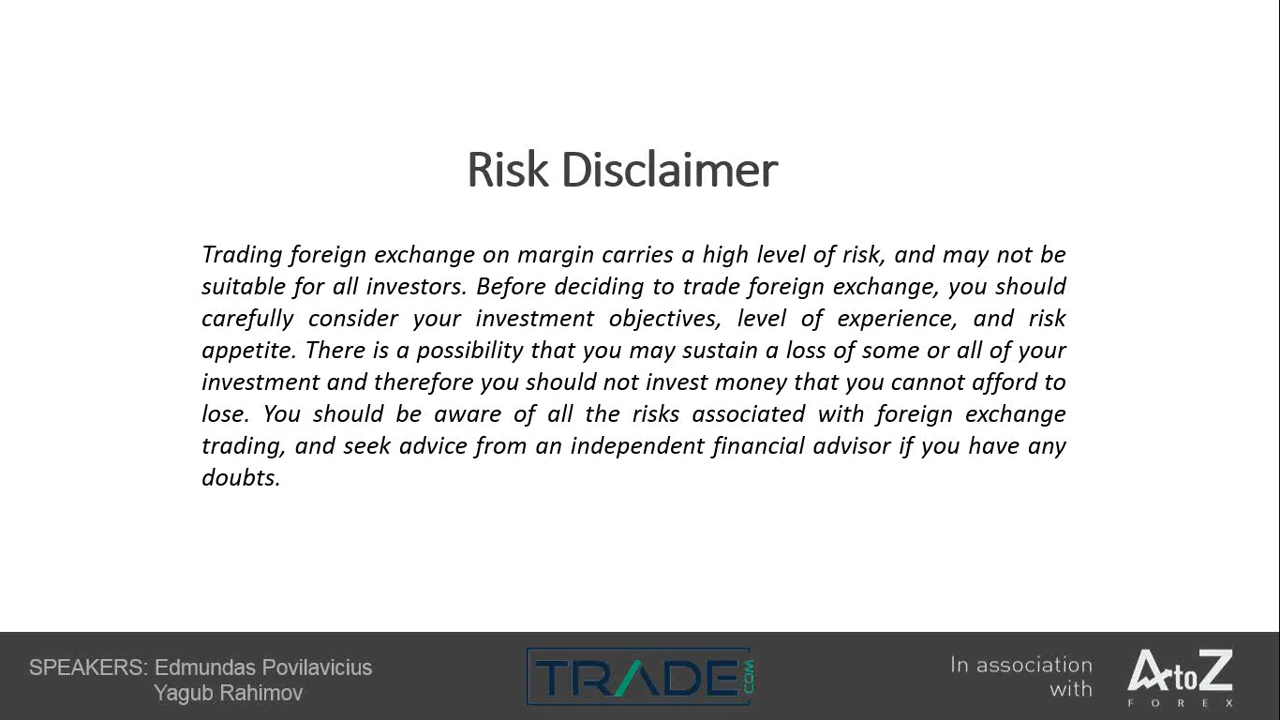 Risk Disclaimer
Trading foreign exchange on margin carries a high level of risk, and may not be
suitable for all investors. Before deciding to trade foreign exchange, you should
carefully consider your investment objectives, level of experience, and risk
appetite. There is a possibility that you may sustain a loss of some or all of your
investment and therefore you should not invest money that you cannot afford to
lose. You should be aware of all the risks associated with foreign exchange
trading, and seek advice from an independent financial advisor if you have any
doubts.
SPEAKERS: Edmundas Povilavicius
Yagub Rahimov
TRADE.COM
In association
with
AtoZ
FOREX